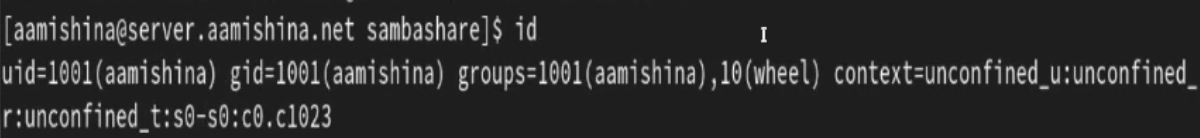 [aamishina@server.aamishina.net sambashare]$ id
uid=1001(aamishina) gid=1001(aamishina) groups=1001(aamishina),10(wheel) context=unconfined_u:unconfined_
r:unconfined_t:s0-s0:c0.c1023